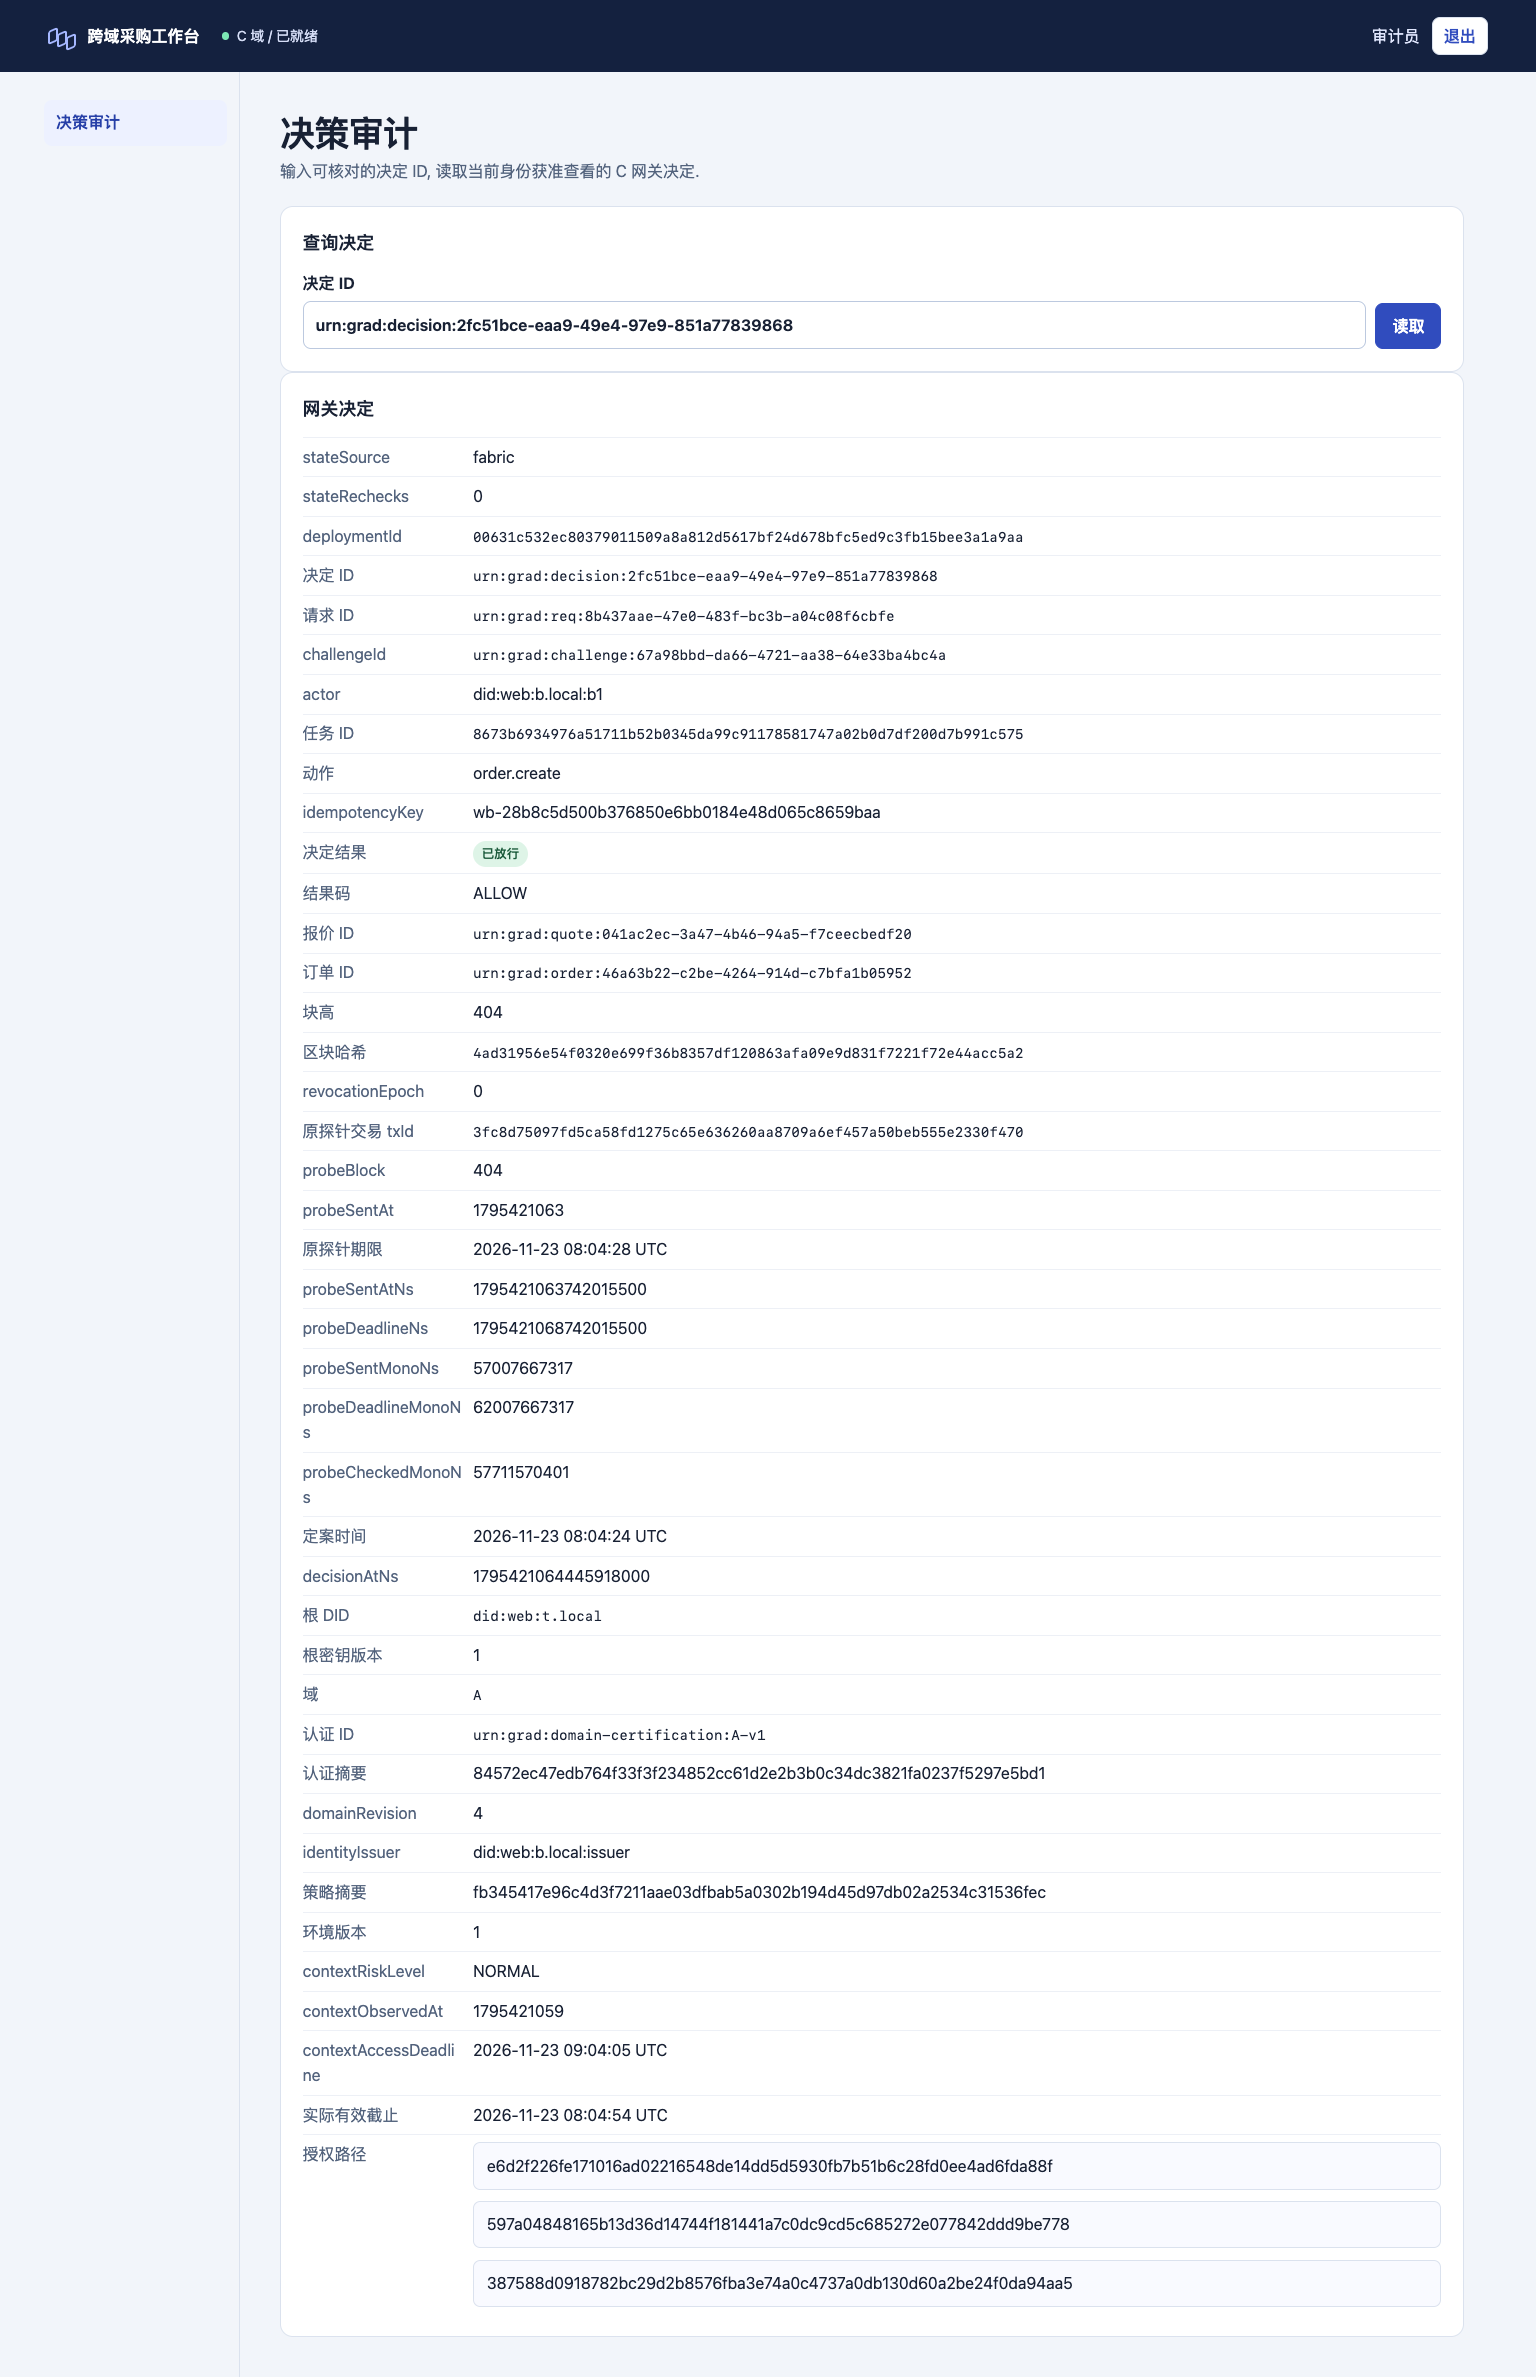 跨域采购工作台
C 域 / 已就绪
审计员
退出
决策审计
决策审计
输入可核对的决定 ID, 读取当前身份获准查看的 C 网关决定.
查询决定
决定 ID
urn:grad:decision:2fc51bce-eaa9-49e4-97e9-851a77839868
读取
网关决定
stateSource fabric
stateRechecks 0
deploymentId 00631c532ec80379011509a8a812d5617bf24d678bfc5ed9c3fb15bee3a1a9aa
决定 ID urn:grad:decision:2fc51bce-eaa9-49e4-97e9-851a77839868
请求 ID urn:grad:req:8b437aae-47e0-483f-bc3b-a04c08f6cbfe
challengeId urn:grad:challenge:67a98bbd-da66-4721-aa38-64e33ba4bc4a
actor did:web:b.local:b1
任务 ID 8673b6934976a51711b52b0345da99c91178581747a02b0d7df200d7b991c575
动作 order.create
idempotencyKey wb-28b8c5d500b376850e6bb0184e48d065c8659baa
决定结果 已放行
结果码 ALLOW
报价 ID urn:grad:quote:041ac2ec-3a47-4b46-94a5-f7ceecbedf20
订单 ID urn:grad:order:46a63b22-c2be-4264-914d-c7bfa1b05952
块高 404
区块哈希 4ad31956e54f0320e699f36b8357df120863afa09e9d831f7221f72e44acc5a2
revocationEpoch 0
原探针交易 txId 3fc8d75097fd5ca58fd1275c65e636260aa8709a6ef457a50beb555e2330f470
probeBlock 404
probeSentAt 1795421063
原探针期限 2026-11-23 08:04:28 UTC
probeSentAtNs 1795421063742015500
probeDeadlineNs 1795421068742015500
probeSentMonoNs 57007667317
probeDeadlineMonoN 62007667317
s
probeCheckedMonoN 57711570401
s
定案时间 2026-11-23 08:04:24 UTC
decisionAtNs 1795421064445918000
根 DID did:web:t.local
根密钥版本 1
域 A
认证 ID urn:grad:domain-certification:A-v1
认证摘要 84572ec47edb764f33f3f234852cc61d2e2b3b0c34dc3821fa0237f5297e5bd1
domainRevision 4
identityIssuer did:web:b.local:issuer
策略摘要 fb345417e96c4d3f7211aae03dfbab5a0302b194d45d97db02a2534c31536fec
环境版本 1
contextRiskLevel NORMAL
contextObservedAt 1795421059
contextAccessDeadli 2026-11-23 09:04:05 UTC
ne
实际有效截止 2026-11-23 08:04:54 UTC
授权路径 e6d2f226fe171016ad02216548de14dd5d5930fb7b51b6c28fd0ee4ad6fda88f
597a04848165b13d36d14744f181441a7c0dc9cd5c685272e077842ddd9be778
387588d0918782bc29d2b8576fba3e74a0c4737a0db130d60a2be24f0da94aa5